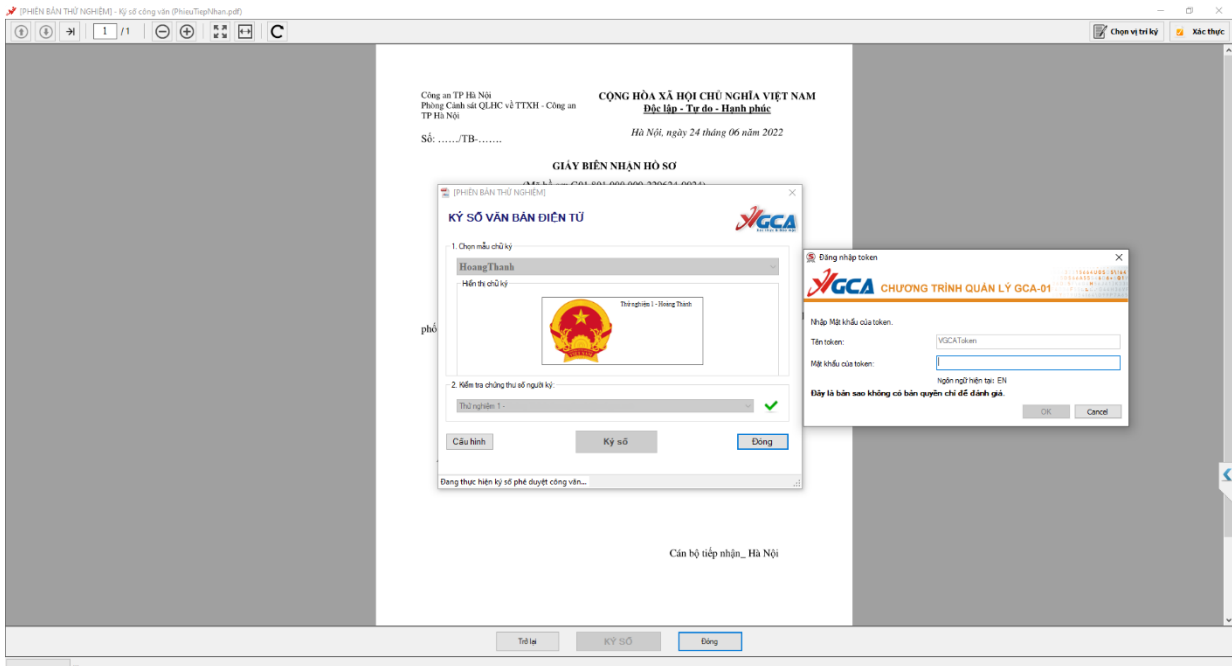 [PHIÊN BẢN THỬ NGHIỆM] - Ký số công văn (PhieuTiepNhan.pdf)
1 /1
Chọn vị trí ký
Xác thực
Công an TP Hà Nội
Phòng Cảnh sát QLHC về TTXH - Công an
TP Hà Nội
Số: ....../TB-.......
CỘNG HÒA XÃ HỘI CHỦ NGHĨA VIỆT NAM
Độc lập - Tự do - Hạnh phúc
Hà Nội, ngày 24 tháng 06 năm 2022
GIẤY BIÊN NHẬN HỒ SƠ
phố
[PHIÊN BẢN THỬ NGHIỆM]
KÝ SỐ VĂN BẢN ĐIỆN TỬ
VGCA
1. Chọn mẫu chữ ký
HoangThanh
Hiển thị chữ ký
Thử nghiệm 1 - Hoàng Thanh
VIỆT NAM
2. Kiểm tra chứng thư số người ký:
Thử nghiệm 1 -
Cấu hình
Ký số
Đóng
Đang thực hiện ký số phê duyệt công văn...
Đăng nhập token
VGCA CHƯƠNG TRÌNH QUẢN LÝ GCA-01
Nhập Mật khẩu của token.
Tên token:
VGCAToken
Mật khẩu của token:
Ngôn ngữ hiện tại: EN
Đây là bản sao không có bản quyền chỉ để đánh giá.
OK
Cancel
Cán bộ tiếp nhận_ Hà Nội
Trở lại
KÝ SỐ
Đóng